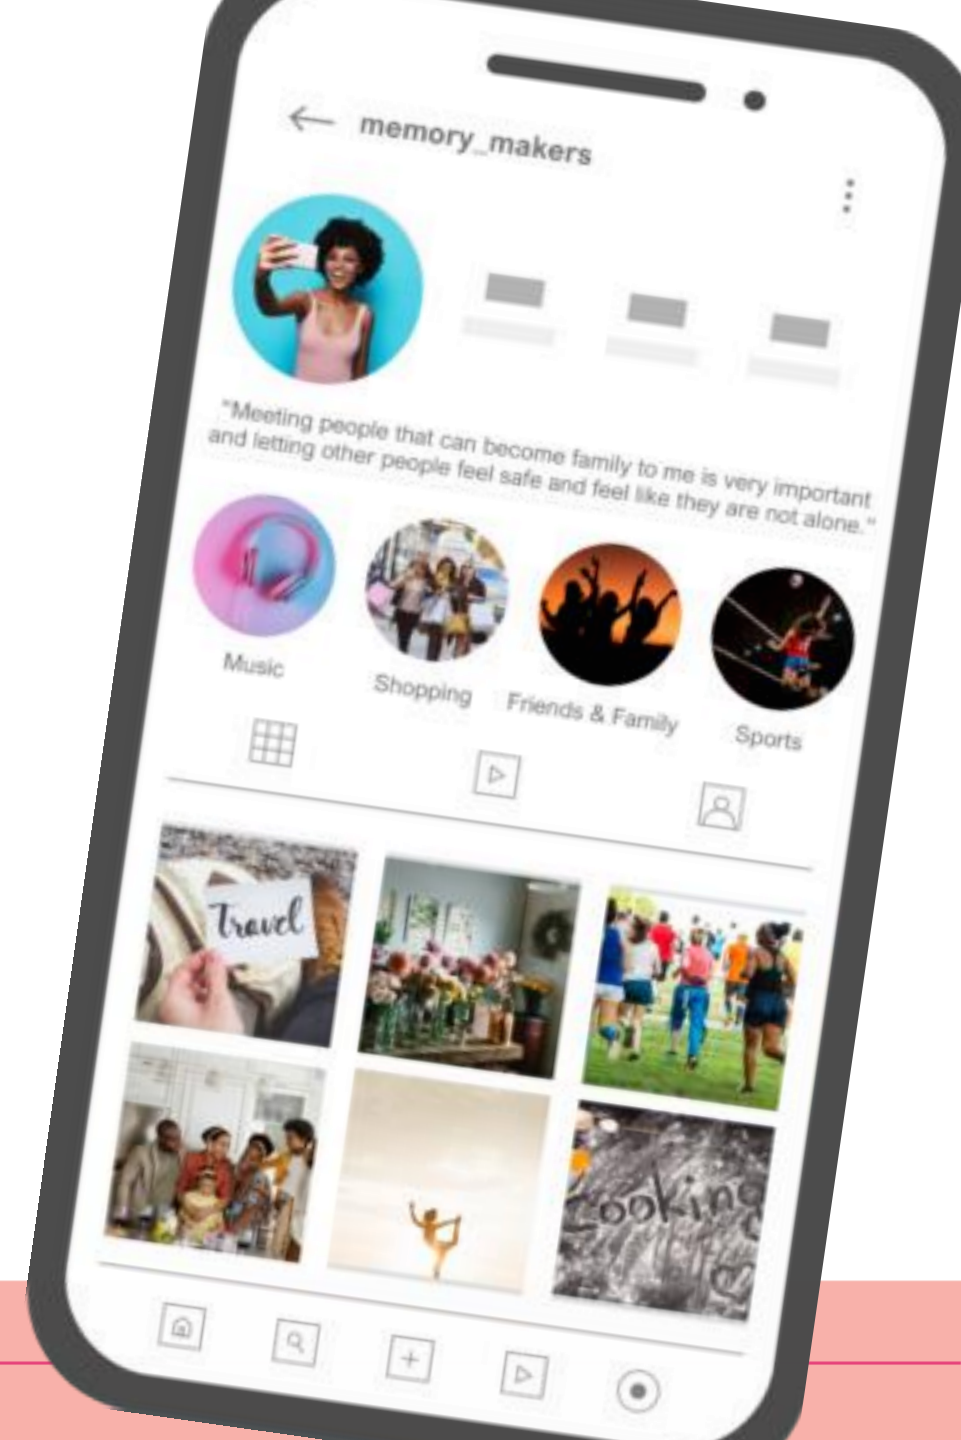 memory_makers
"Meeting people that can become family to me is very important
and letting other people feel safe and feel like they are not alone."
Music
Shopping
Friends & Family
Sports
Travel
cooking